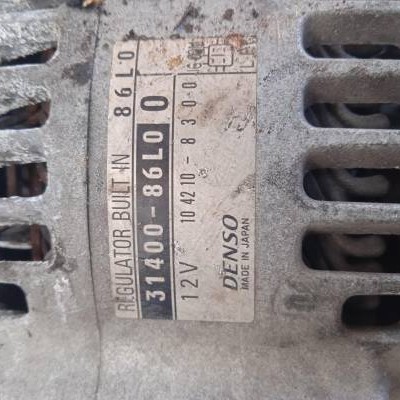 REGULATOR BUILT IN 86L0
31400-86L00
12V 104210-8300
DENSO
MADE IN JAPAN